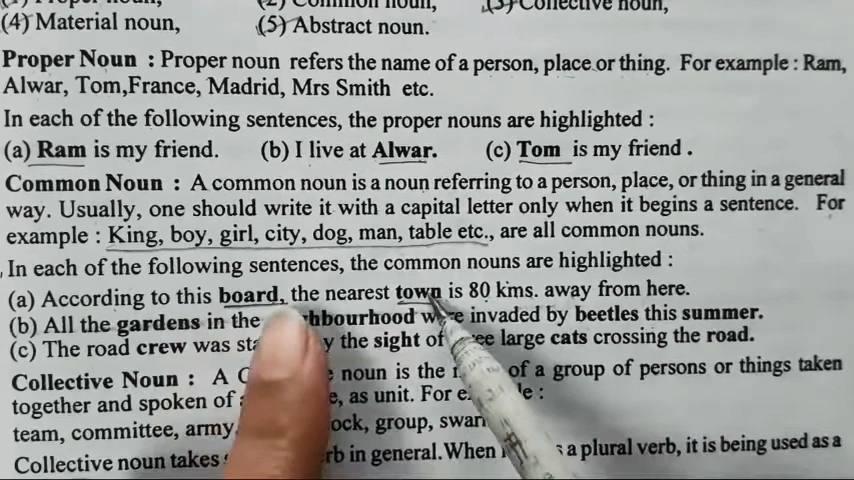 (1) Proper noun, (2) Common noun, (3) Collective noun,
(4) Material noun, (5) Abstract noun.
Proper Noun : Proper noun refers the name of a person, place or thing. For example : Ram,
Alwar, Tom,France, Madrid, Mrs Smith etc.
In each of the following sentences, the proper nouns are highlighted :
(a) Ram is my friend. (b) I live at Alwar. (c) Tom is my friend .
Common Noun : A common noun is a noun referring to a person, place, or thing in a general
way. Usually, one should write it with a capital letter only when it begins a sentence. For
example : King, boy, girl, city, dog, man, table etc., are all common nouns.
In each of the following sentences, the common nouns are highlighted :
(a) According to this board, the nearest town is 80 kms. away from here.
(b) All the gardens in the hbourhood invaded by beetles this summer.
(c) The road crew was the sight of large cats crossing the road.
Collective Noun : A noun is the of a group of persons or things taken
together and spoken of as unit. For
team, committee, army, group,
Collective noun takes in general.When a plural verb, it is being used as a